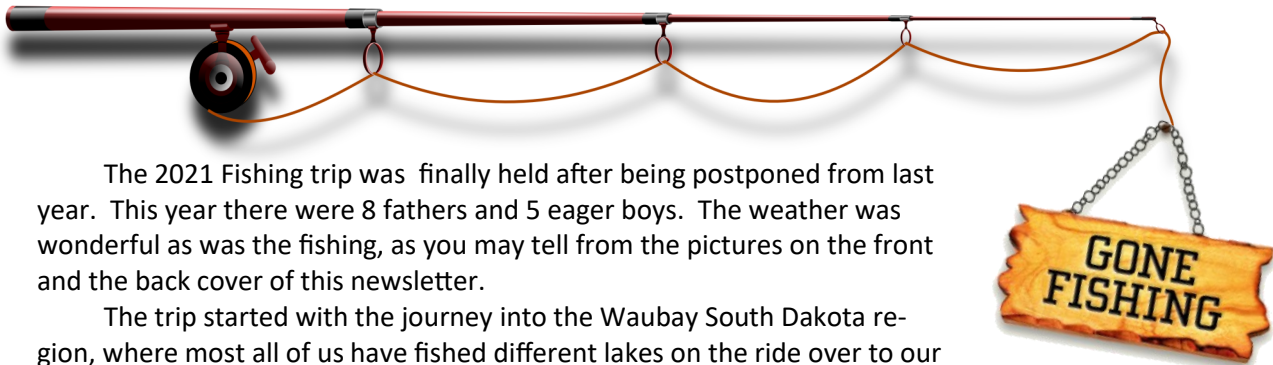 The 2021 Fishing trip was  finally held after being postponed from last
year.  This year there were 8 fathers and 5 eager boys.  The weather was
wonderful as was the fishing, as you may tell from the pictures on the front
and the back cover of this newsletter.
The trip started with the journey into the Waubay South Dakota re-
gion, where most all of us have fished different lakes on the ride over to our
GONE
FISHING